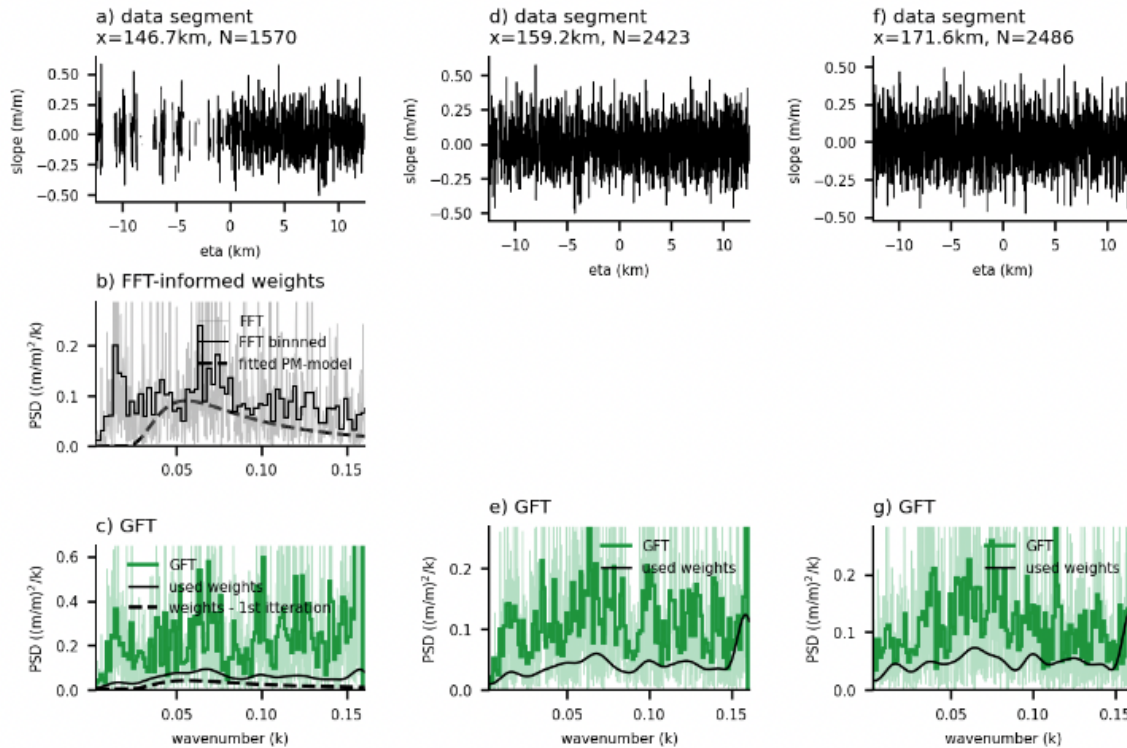 a) data segment
x=146.7km, N=1570
0.50
0.25
0.00
−0.25
−0.50
slope (m/m)
−10 −5 0 5 10
eta (km)
d) data segment
x=159.2km, N=2423
0.50
0.25
0.00
−0.25
−0.50
slope (m/m)
−10 −5 0 5 10
eta (km)
f) data segment
x=171.6km, N=2486
0.50
0.25
0.00
−0.25
−0.50
slope (m/m)
−10 −5 0 5 10
eta (km)
b) FFT-informed weights
FFT
FFT binnned
fitted PM-model
0.2
0.1
0.0
PSD ((m/m)²/k)
0.05 0.10 0.15
c) GFT
GFT
used weights
weights - 1st itteration
0.6
0.4
0.2
0.0
PSD ((m/m)²/k)
0.05 0.10 0.15
wavenumber (k)
e) GFT
GFT
used weights
0.2
0.1
0.0
PSD ((m/m)²/k)
0.05 0.10 0.15
wavenumber (k)
g) GFT
GFT
used weights
0.2
0.1
0.0
PSD ((m/m)²/k)
0.05 0.10 0.15
wavenumber (k)